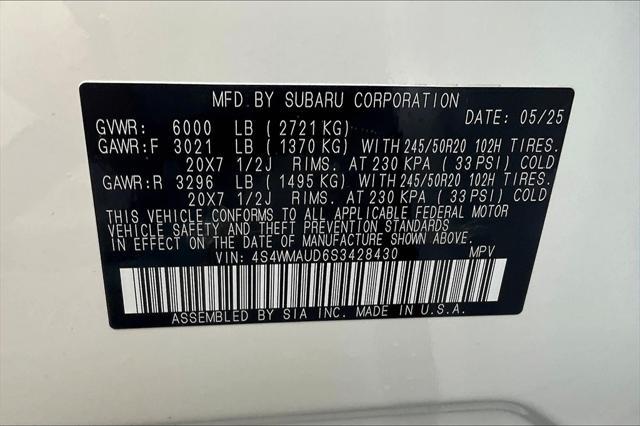 MFD. BY SUBARU CORPORATION
DATE: 05/25
GVWR: 6000 LB ( 2721 KG)
GAWR:F 3021 LB ( 1370 KG) WITH 245/50R20 102H TIRES.
20X7 1/2J RIMS. AT 230 KPA ( 33 PSI) COLD
GAWR:R 3296 LB ( 1495 KG) WITH 245/50R20 102H TIRES.
20X7 1/2J RIMS. AT 230 KPA ( 33 PSI) COLD
THIS VEHICLE CONFORMS TO ALL APPLICABLE FEDERAL MOTOR
VEHICLE SAFETY AND THEFT PREVENTION STANDARDS
IN EFFECT ON THE DATE OF MANUFACTURE SHOWN ABOVE.
VIN: 4S4WMAUD6S3428430 MPV
ASSEMBLED BY SIA INC. MADE IN U.S.A.